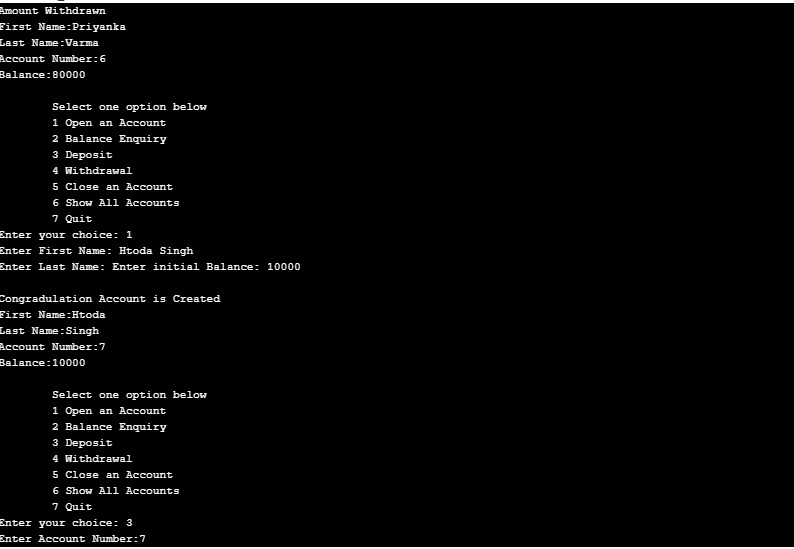 Amount Withdrawn
First Name:Priyanka
Last Name:Varma
Account Number:6
Balance:80000
Select one option below
1 Open an Account
2 Balance Enquiry
3 Deposit
4 Withdrawal
5 Close an Account
6 Show All Accounts
7 Quit
Enter your choice: 1
Enter First Name: Htoda Singh
Enter Last Name: Enter initial Balance: 10000
Congradulation Account is Created
First Name:Htoda
Last Name:Singh
Account Number:7
Balance:10000
Select one option below
1 Open an Account
2 Balance Enquiry
3 Deposit
4 Withdrawal
5 Close an Account
6 Show All Accounts
7 Quit
Enter your choice: 3
Enter Account Number:7